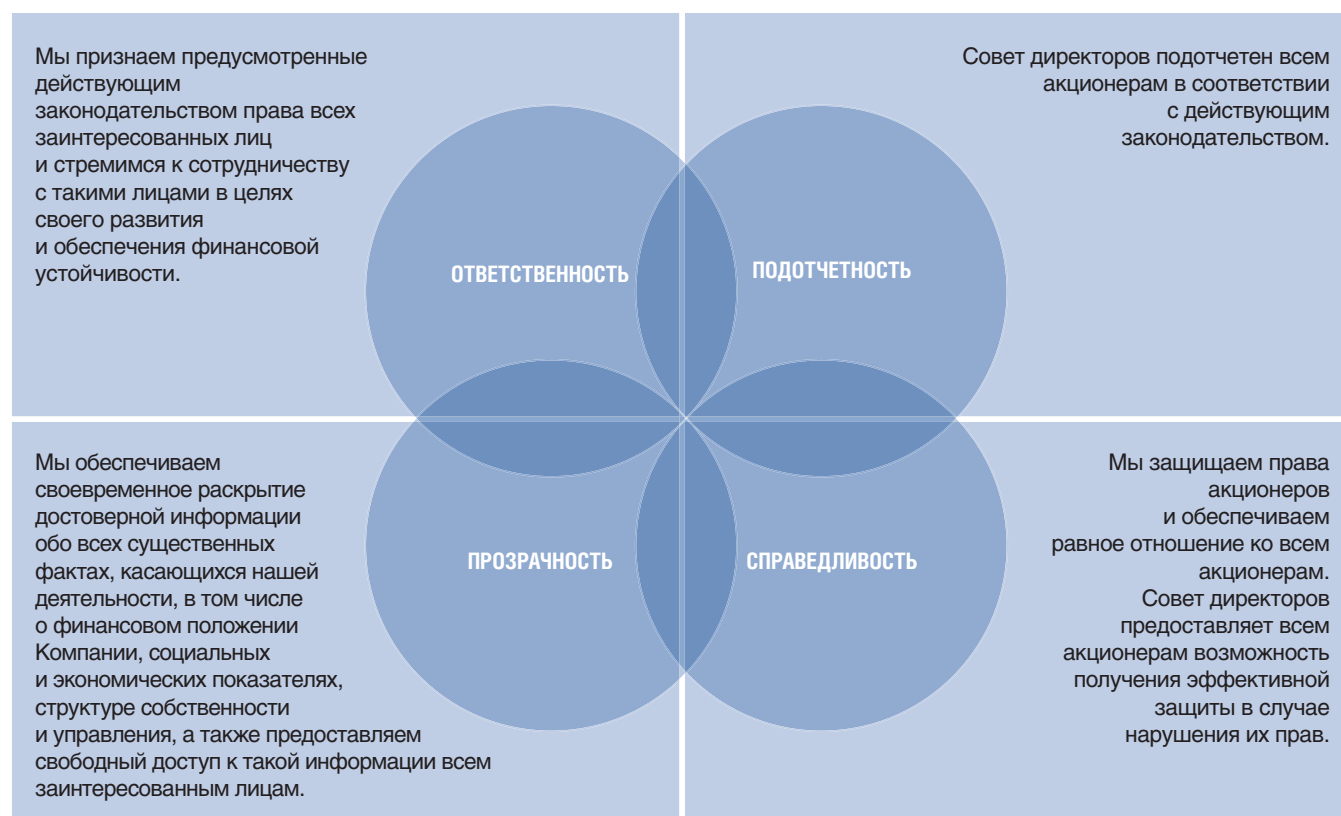 Мы признаем предусмотренные
действующим
законодательством права всех
заинтересованных лиц
и стремимся к сотрудничеству
с такими лицами в целях
своего развития
и обеспечения финансовой
устойчивости.
ОТВЕТСТВЕННОСТЬ
Совет директоров подотчетен всем
акционерам в соответствии
с действующим
законодательством.
ПОДОТЧЕТНОСТЬ
Мы обеспечиваем
своевременное раскрытие
достоверной информации
обо всех существенных
фактах, касающихся нашей
деятельности, в том числе
о финансовом положении
Компании, социальных
и экономических показателях,
структуре собственности
и управления, а также предоставляем
свободный доступ к такой информации всем
заинтересованным лицам.
ПРОЗРАЧНОСТЬ
Мы защищаем права
акционеров
и обеспечиваем
равное отношение ко всем
акционерам.
Совет директоров
предоставляет всем
акционерам возможность
получения эффективной
защиты в случае
нарушения их прав.
СПРАВЕДЛИВОСТЬ